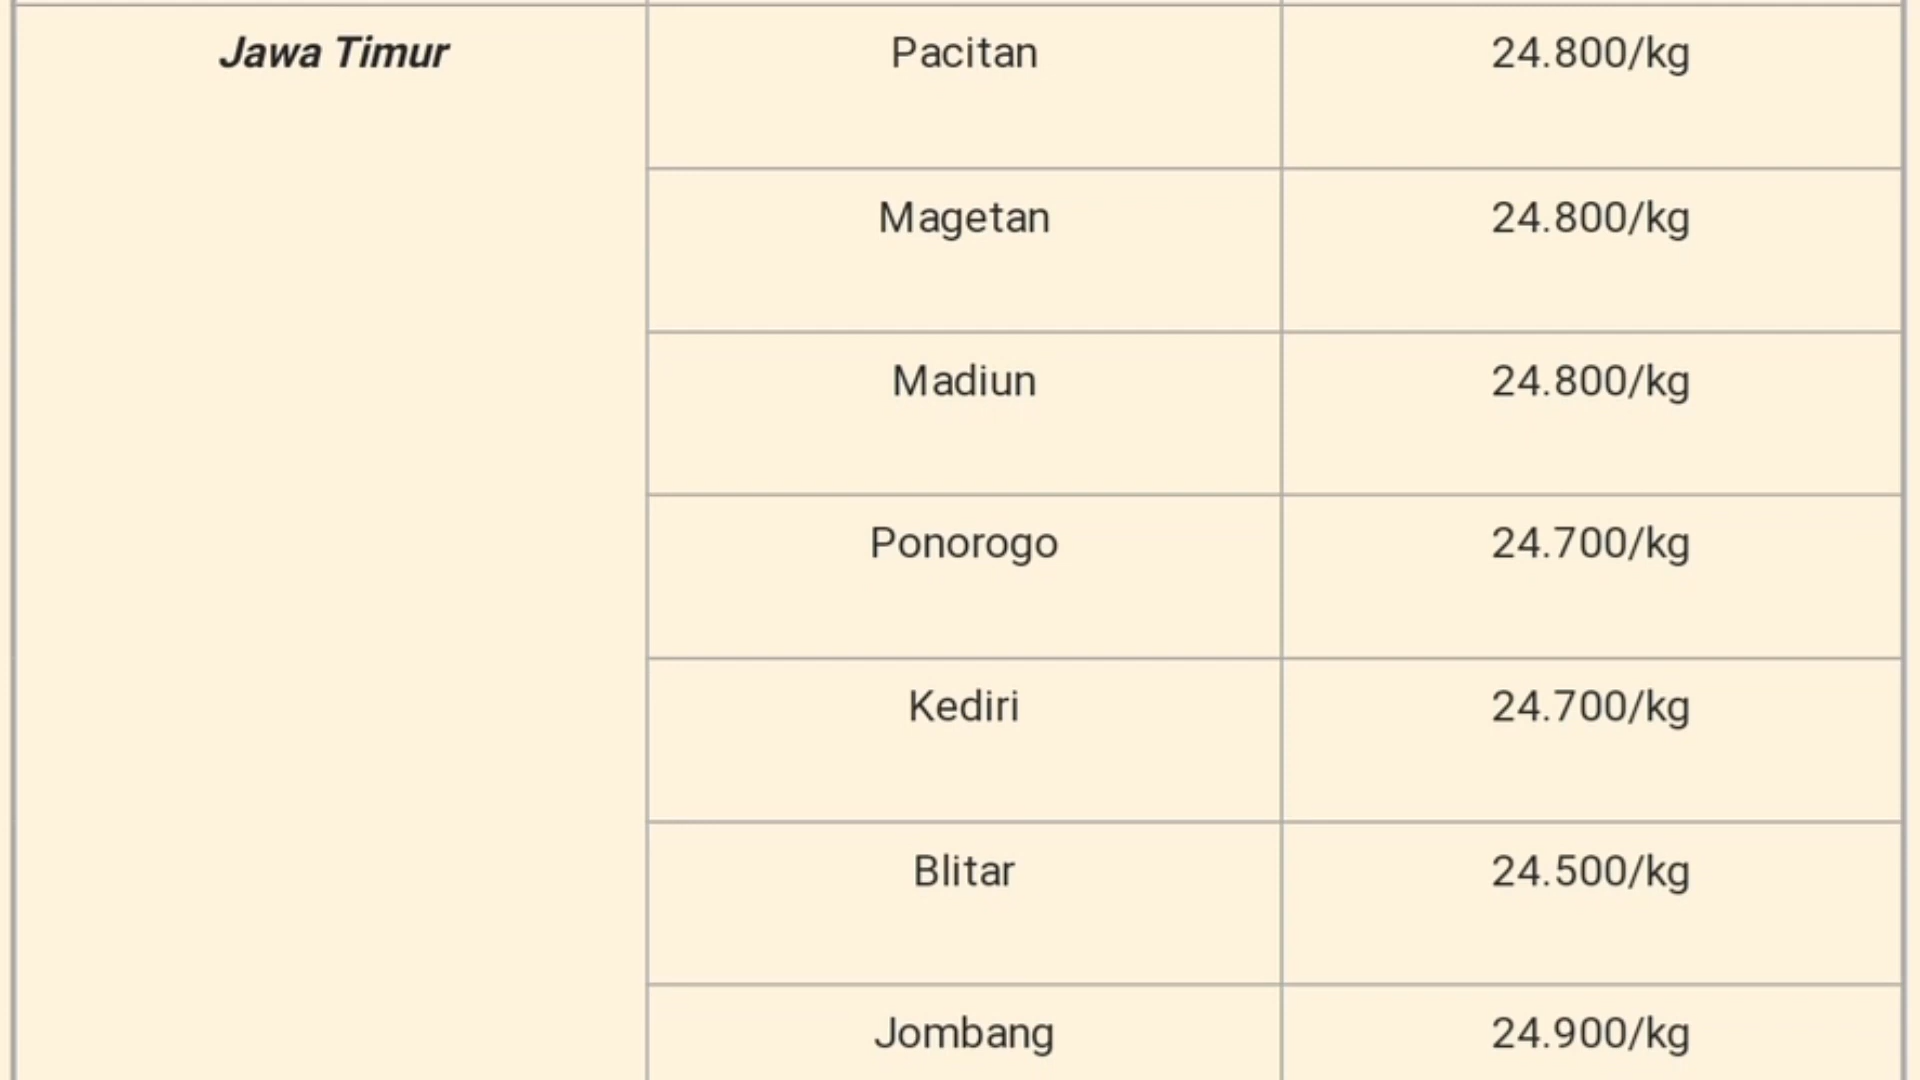 Jawa Timur Pacitan 24.800/kg
Magetan 24.800/kg
Madiun 24.800/kg
Ponorogo 24.700/kg
Kediri 24.700/kg
Blitar 24.500/kg
Jombang 24.900/kg